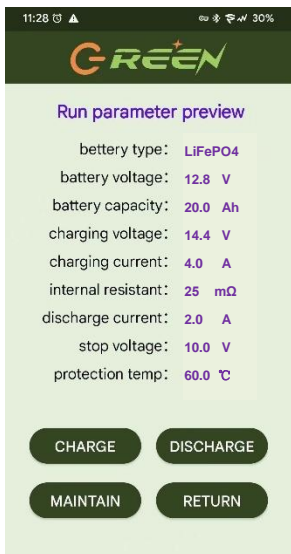 11:28 30%
G-REEN
Run parameter preview
bettery type: LiFePO4
battery voltage: 12.8 V
battery capacity: 20.0 Ah
charging voltage: 14.4 V
charging current: 4.0 A
internal resistant: 25 mΩ
discharge current: 2.0 A
stop voltage: 10.0 V
protection temp: 60.0 ℃
CHARGE DISCHARGE
MAINTAIN RETURN